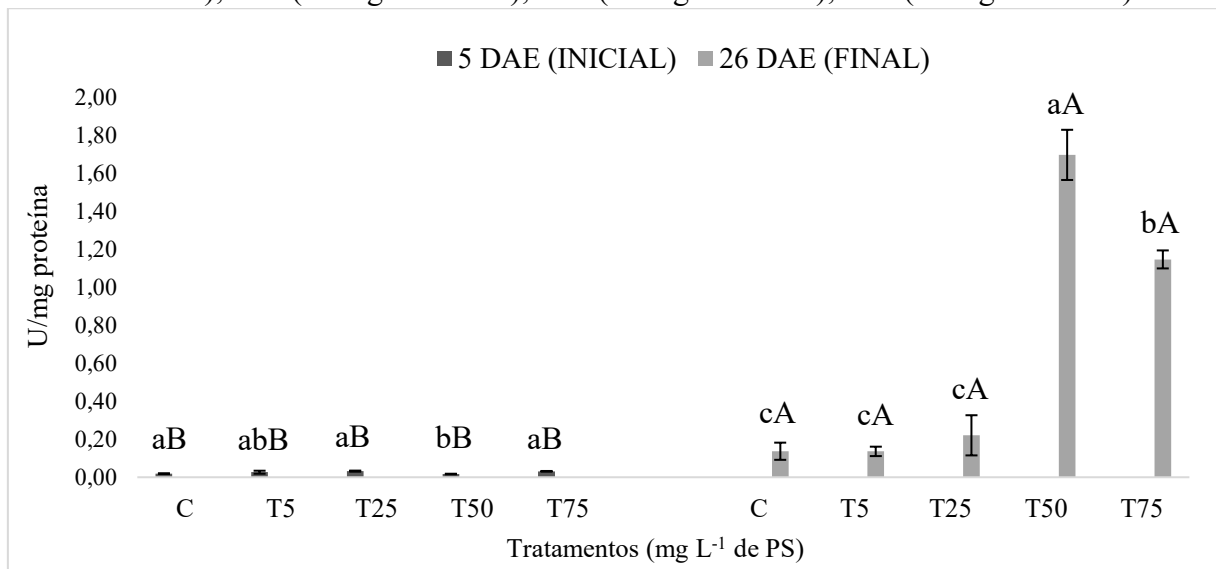 ■ 5 DAE (INICIAL) ■ 26 DAE (FINAL)
2,00
1,80
1,60
1,40
1,20
1,00
0,80
0,60
0,40
0,20
0,00
U/mg proteína
aB abB aB bB aB cA cA cA aA bA
C T5 T25 T50 T75 C T5 T25 T50 T75
Tratamentos (mg L⁻¹ de PS)